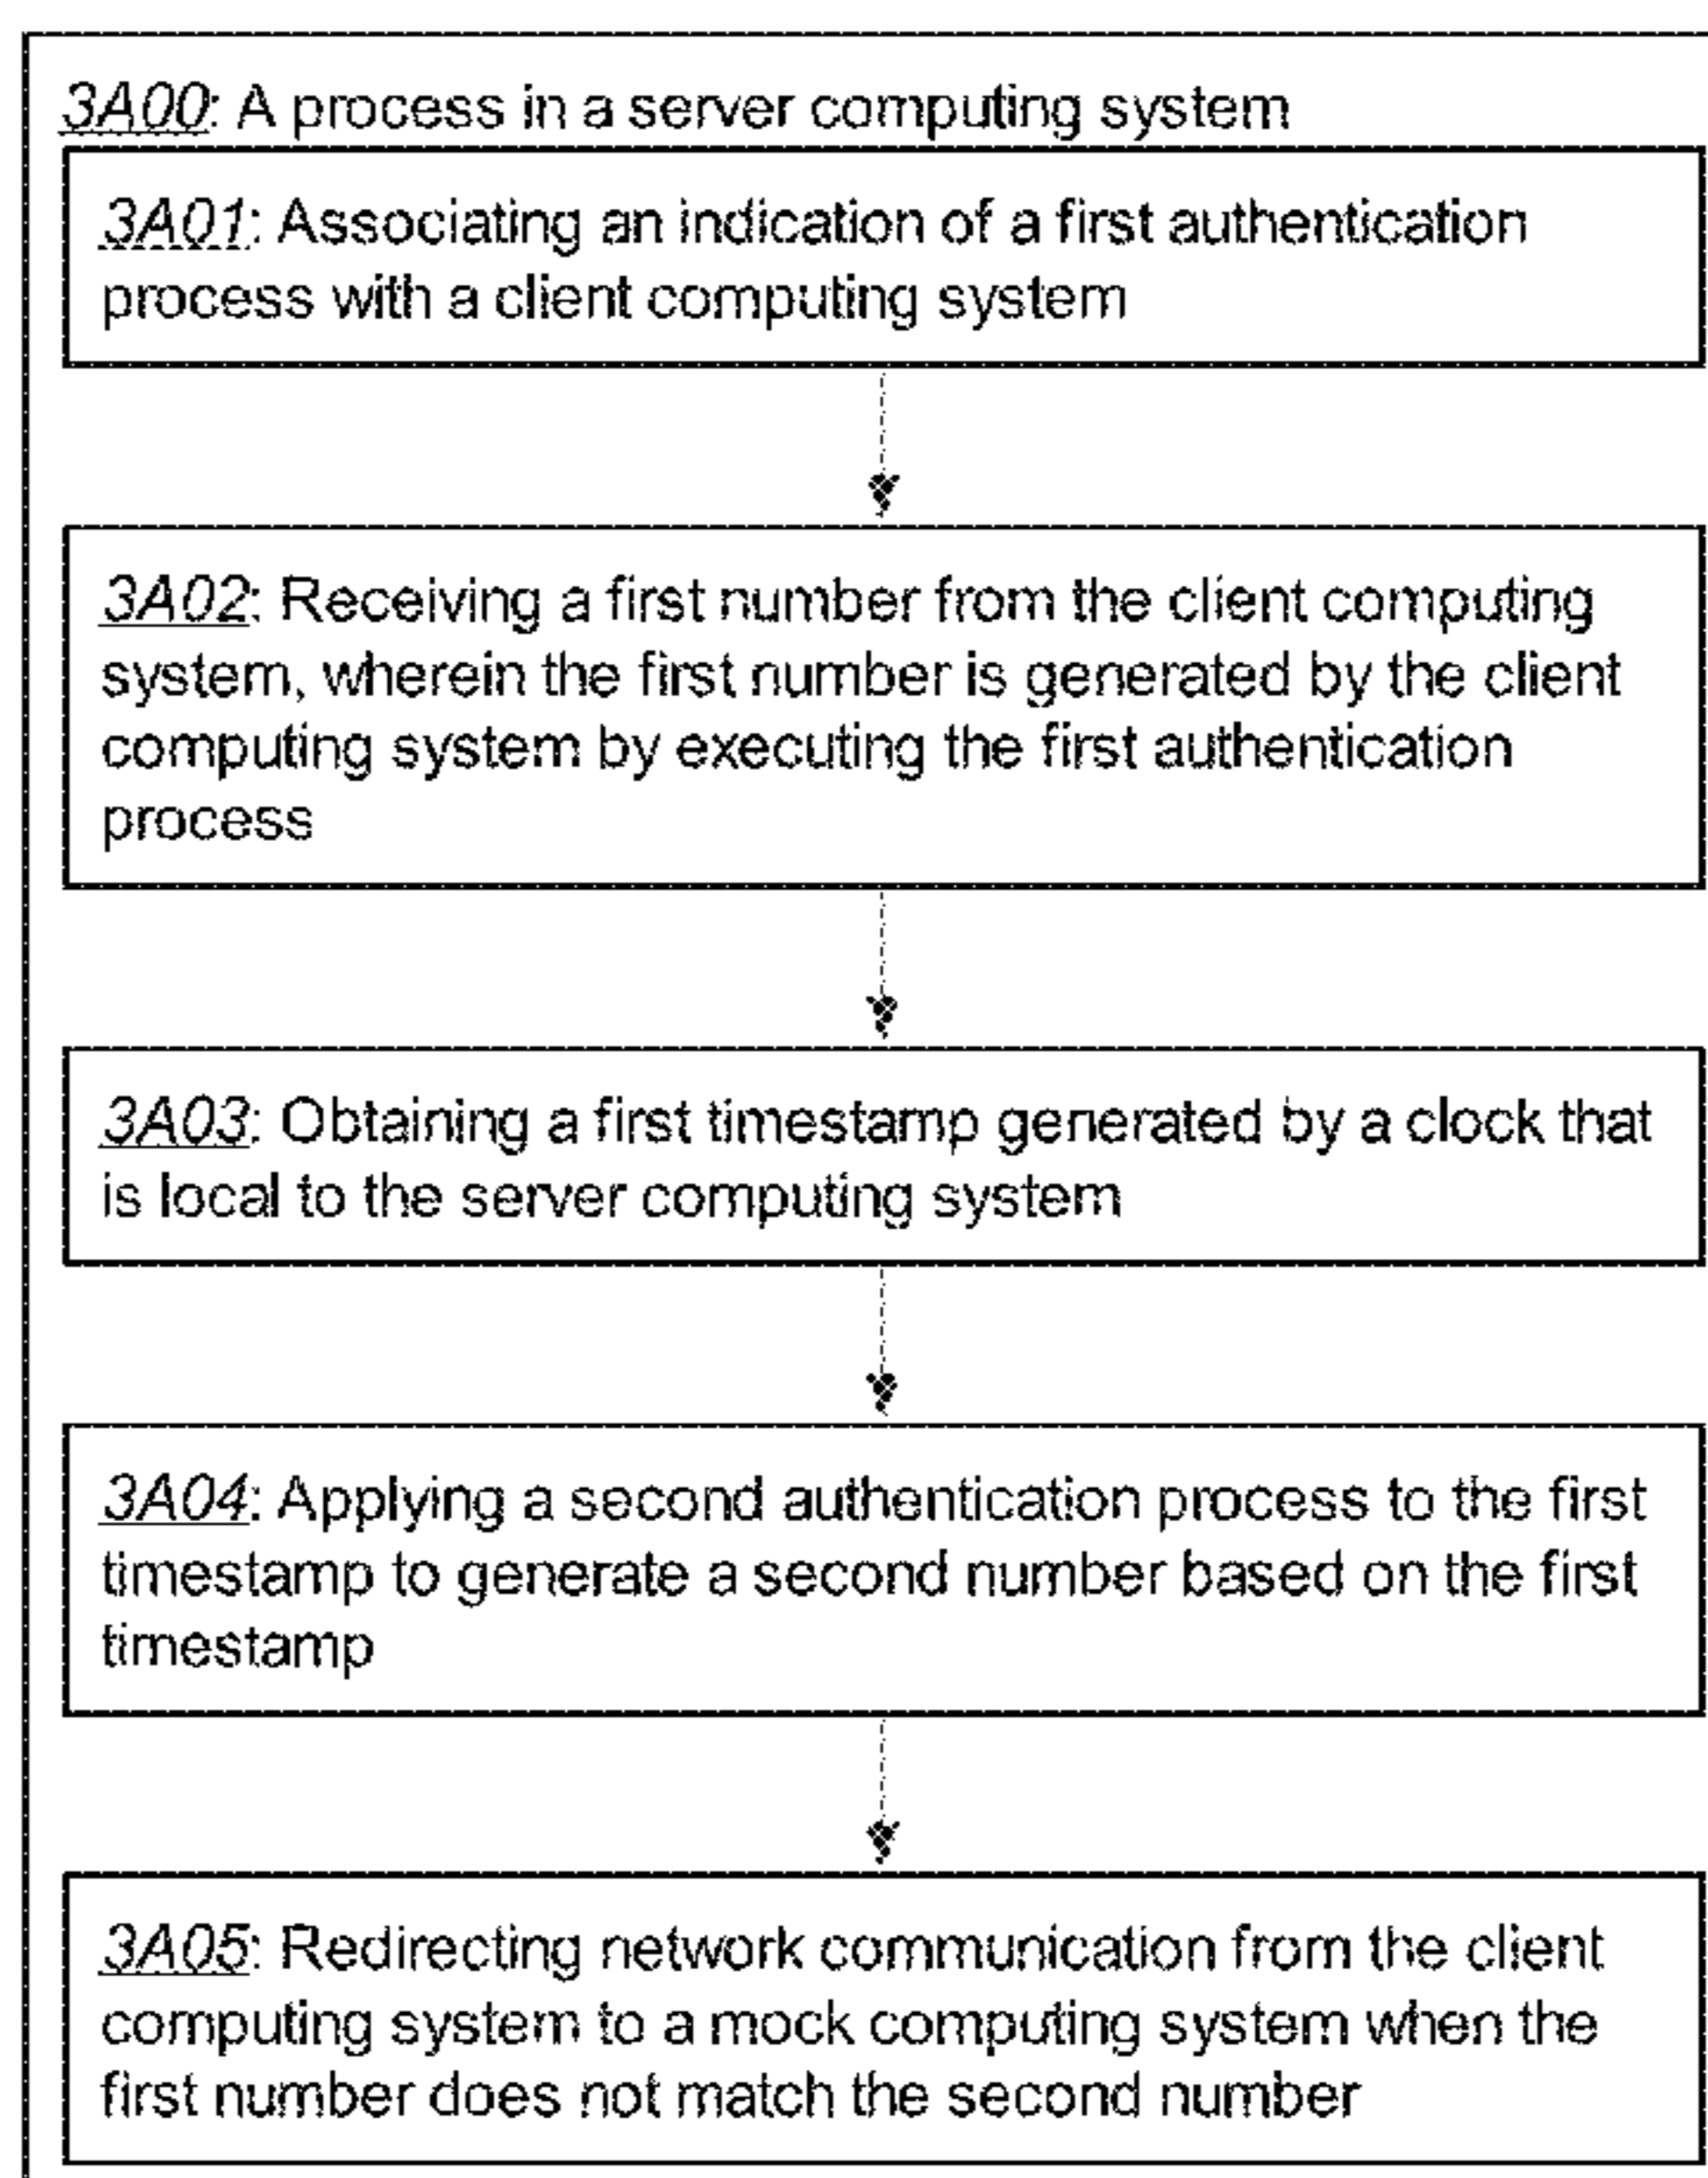 3A00: A process in a server computing system
3A01: Associating an indication of a first authentication
process with a client computing system
3A02: Receiving a first number from the client computing
system, wherein the first number is generated by the client
computing system by executing the first authentication
process
3A03: Obtaining a first timestamp generated by a clock that
is local to the server computing system
3A04: Applying a second authentication process to the first
timestamp to generate a second number based on the first
timestamp
3A05: Redirecting network communication from the client
computing system to a mock computing system when the
first number does not match the second number